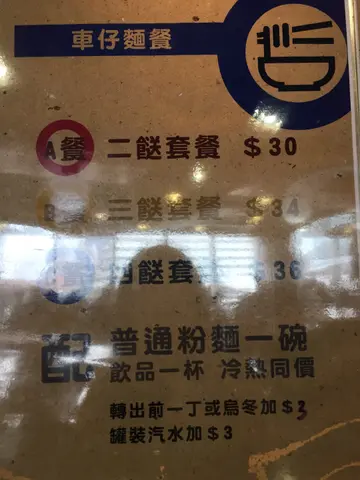 車仔麵餐
A餐 二餸套餐 $30
B餐 三餸套餐 $34
四餸套 $36
配 普通粉麵一碗
飲品一杯 冷熱同價
轉出前一丁或烏冬加$3
罐裝汽水加$3